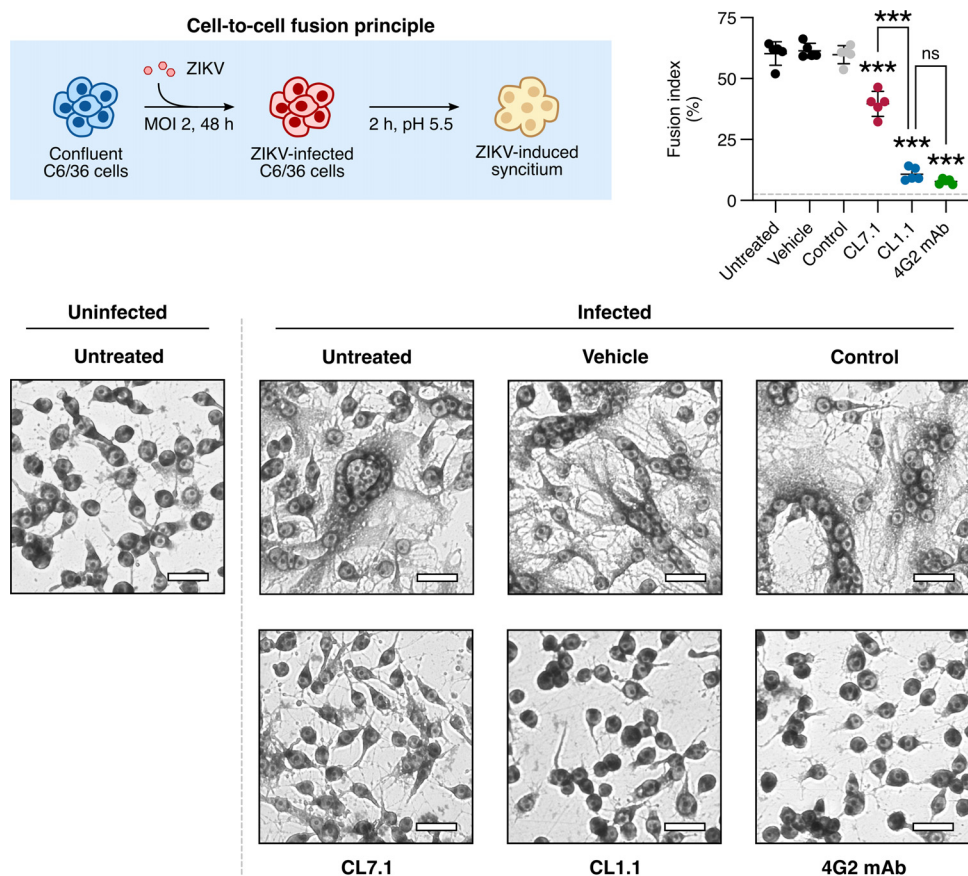 Cell-to-cell fusion principle
ZIKV
MOI 2, 48 h
2 h, pH 5.5
Confluent
C6/36 cells
ZIKV-infected
C6/36 cells
ZIKV-induced
syncitium
Fusion index
(%)
75
50
25
0
***
***
ns
***
***
Untreated
Vehicle
Control
CL7.1
CL1.1
4G2 mAb
Uninfected
Infected
Untreated
Untreated
Vehicle
Control
CL7.1
CL1.1
4G2 mAb